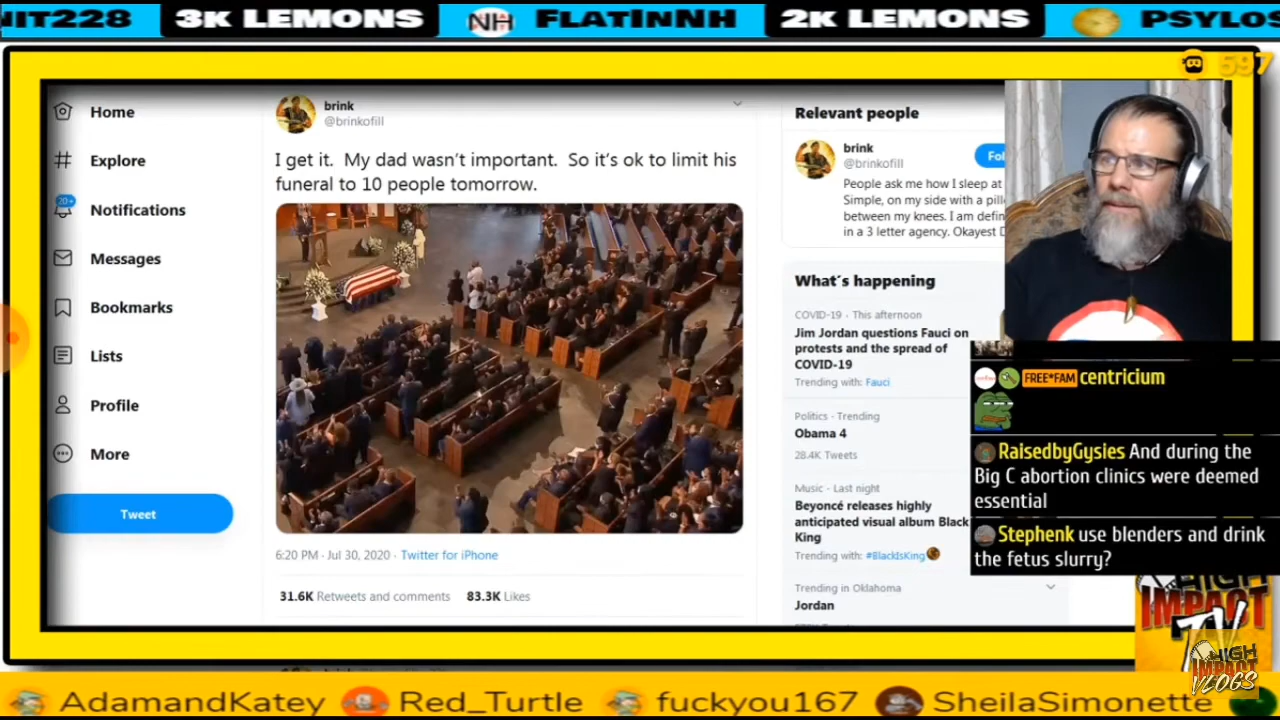 NIT228
3K LEMONS
NH
FLATINNH
2K LEMONS
PSYLOS
597
Home
Explore
20+
Notifications
Messages
Bookmarks
Lists
Profile
More
Tweet
brink
@brinkofill
I get it. My dad wasn't important. So it's ok to limit his
funeral to 10 people tomorrow.
6:20 PM · Jul 30, 2020 · Twitter for iPhone
31.6K Retweets and comments 83.3K Likes
Relevant people
brink
@brinkofill
Fol
People ask me how I sleep at
Simple, on my side with a pill
between my knees. I am defin
in a 3 letter agency. Okayest D
What's happening
COVID-19 · This afternoon
Jim Jordan questions Fauci on
protests and the spread of
COVID-19
Trending with: Fauci
Politics · Trending
Obama 4
28.4K Tweets
Music · Last night
Beyoncé releases highly
anticipated visual album Black
King
Trending with: #BlackIsKing
Trending in Oklahoma
Jordan
FREE*FAM centricium
RaisedbyGysies And during the
Big C abortion clinics were deemed
essential
Stephenk use blenders and drink
the fetus slurry?
HIGH
IMPACT
TV
HIGH
IMPACT
VLOGS
AdamandKatey
Red_Turtle
fuckyou167
SheilaSimonette